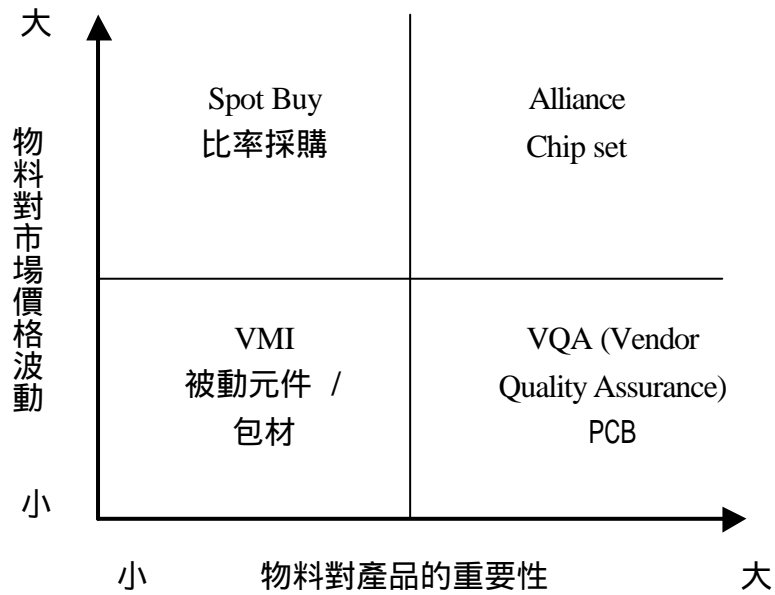 大
物料對市場價格波動
小
Spot Buy
比率採購
Alliance
Chip set
VMI
被動元件 /
包材
VQA (Vendor
Quality Assurance)
PCB
小
物料對產品的重要性
大